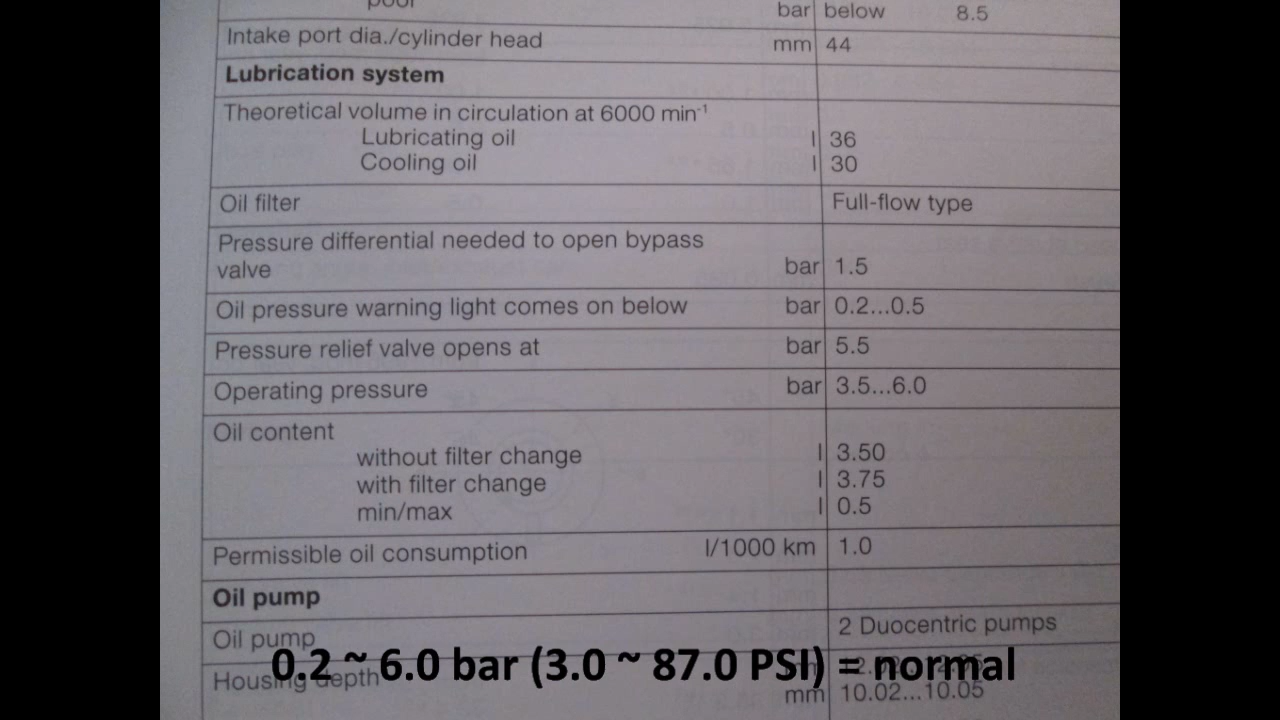 poor bar below 8.5
Intake port dia./cylinder head mm 44
Lubrication system
Theoretical volume in circulation at 6000 min⁻¹
Lubricating oil l 36
Cooling oil l 30
Oil filter Full-flow type
Pressure differential needed to open bypass
valve bar 1.5
Oil pressure warning light comes on below bar 0.2...0.5
Pressure relief valve opens at bar 5.5
Operating pressure bar 3.5...6.0
Oil content
without filter change l 3.50
with filter change l 3.75
min/max l 0.5
Permissible oil consumption l/1000 km 1.0
Oil pump
Oil pump 2 Duocentric pumps
0.2 ~ 6.0 bar (3.0 ~ 87.0 PSI) = normal
Housing depth
mm 10.02...10.05